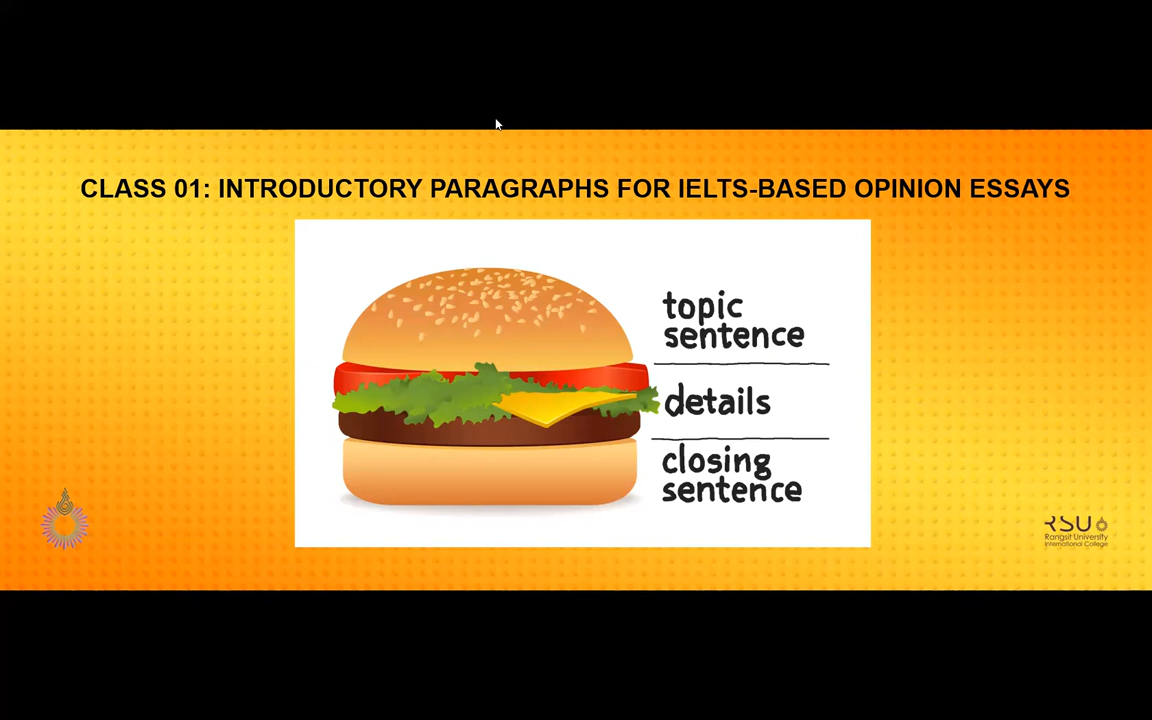 CLASS 01: INTRODUCTORY PARAGRAPHS FOR IELTS-BASED OPINION ESSAYS
topic
sentence
details
closing
sentence
RSU
Rangsit University
International College